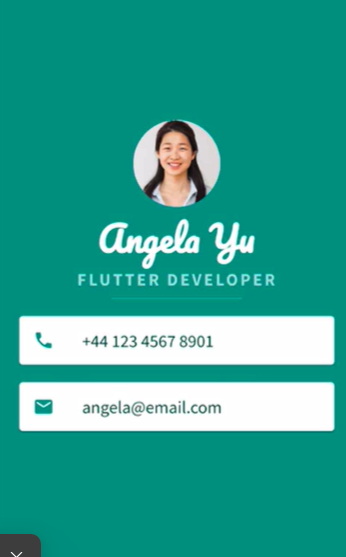 Angela Yu
FLUTTER DEVELOPER
+44 123 4567 8901
angela@email.com